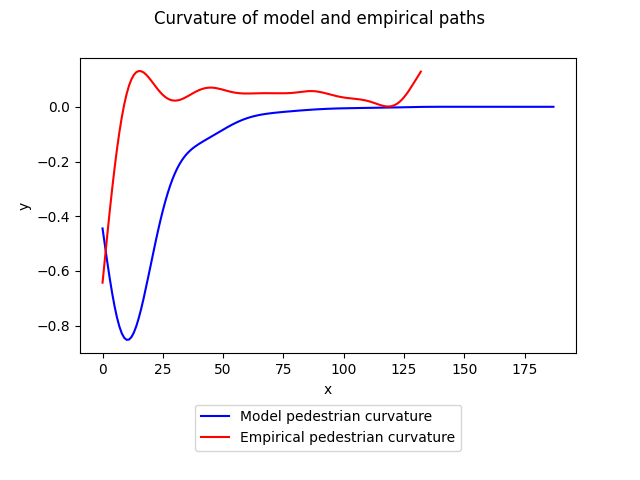 Curvature of model and empirical paths
0.0
−0.2
−0.4
−0.6
−0.8
y
0 25 50 75 100 125 150 175
x
Model pedestrian curvature
Empirical pedestrian curvature